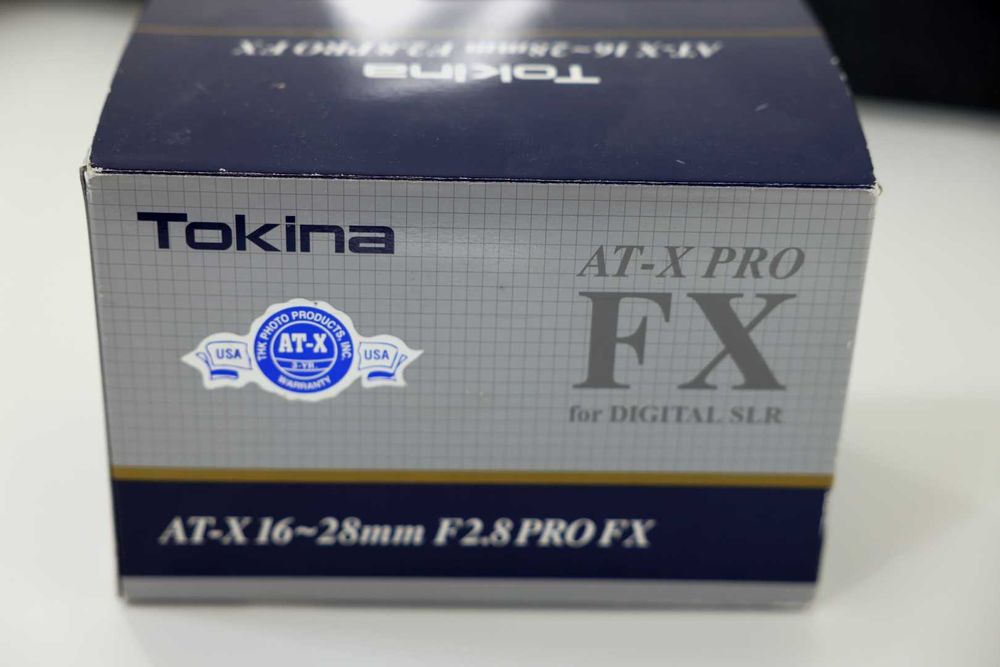 AT-X 16~28mm F2.8 PRO FX
Tokina
Tokina
AT-X PRO
FX
for DIGITAL SLR
THK PHOTO PRODUCTS, INC.
USA
AT-X
USA
WARRANTY
AT-X 16~28mm F2.8 PRO FX